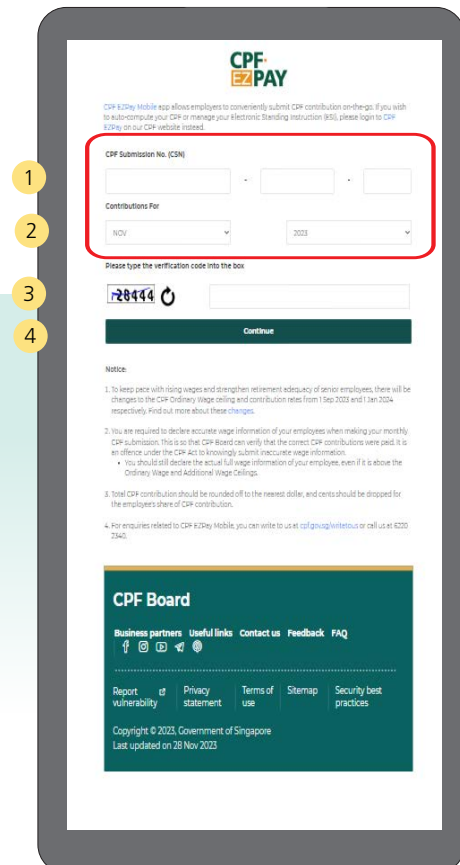 CPF
EZPAY
CPF EZPay Mobile app allows employers to conveniently submit CPF contribution on-the-go. If you wish
to auto-compute your CPF or manage your Electronic Standing Instruction (ESI), please login to CPF
EZPay on our CPF website instead.
1
CPF Submission No. (CSN)
- -
Contributions For
2
NOV 2023
Please type the verification code into the box
3
28444
4
Continue
Notice:
1. To keep pace with rising wages and strengthen retirement adequacy of senior employees, there will be
changes to the CPF Ordinary Wage ceiling and contribution rates from 1 Sep 2023 and 1 Jan 2024
respectively. Find out more about these changes.
2. You are required to declare accurate wage information of your employees when making your monthly
CPF submission. This is so that CPF Board can verify that the correct CPF contributions were paid. It is
an offence under the CPF Act to knowingly submit inaccurate wage information.
• You should still declare the actual full wage information of your employee, even if it is above the
Ordinary Wage and Additional Wage Ceilings.
3. Total CPF contribution should be rounded off to the nearest dollar, and cents should be dropped for
the employee's share of CPF contribution.
4. For enquiries related to CPF EZPay Mobile, you can write to us at cpf.gov.sg/writetous or call us at 6220
2340.
CPF Board
Business partners Useful links Contact us Feedback FAQ
Report vulnerability Privacy statement Terms of use Sitemap Security best practices
Copyright © 2023, Government of Singapore
Last updated on 28 Nov 2023